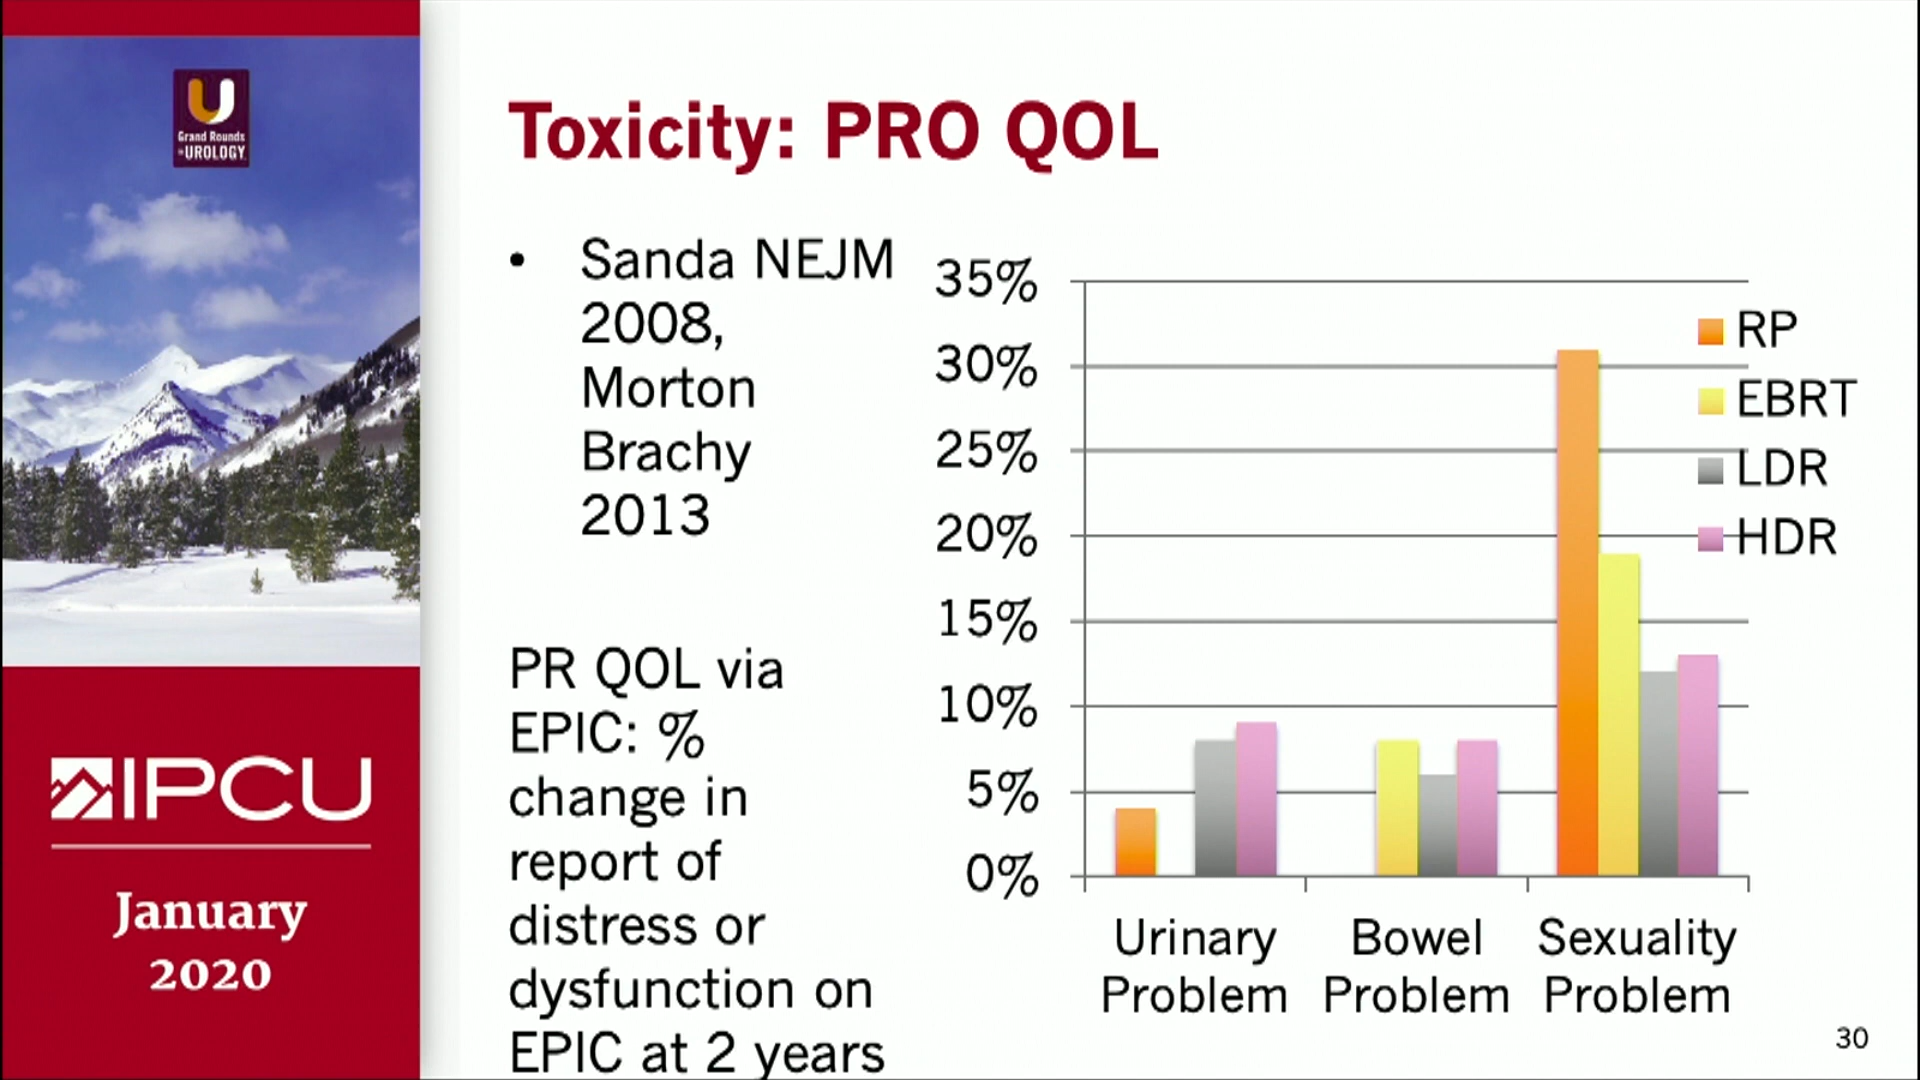 Grand Rounds
in UROLOGY
IPCU
January
2020
Toxicity: PRO QOL
• Sanda NEJM
2008,
Morton
Brachy
2013
PR QOL via
EPIC: %
change in
report of
distress or
dysfunction on
EPIC at 2 years
35%
30%
25%
20%
15%
10%
5%
0%
RP
EBRT
LDR
HDR
Urinary
Problem
Bowel
Problem
Sexuality
Problem
30